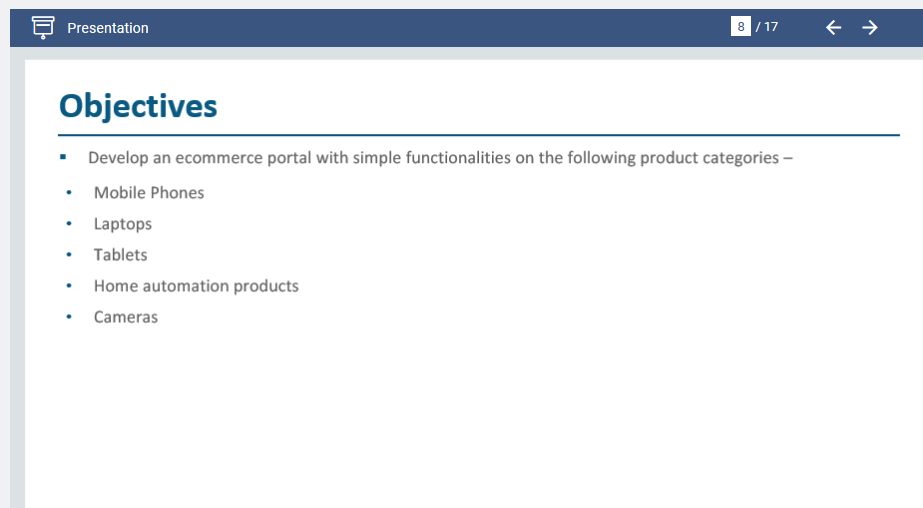 Presentation
8 / 17
Objectives
Develop an ecommerce portal with simple functionalities on the following product categories –
Mobile Phones
Laptops
Tablets
Home automation products
Cameras